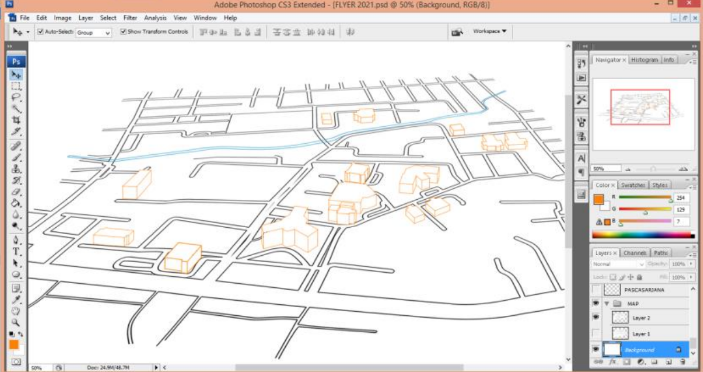 Adobe Photoshop CS3 Extended - [FLYER 2021.psd @ 50% (Background, RGB/8)]
File Edit Image Layer Select Filter Analysis View Window Help
Auto-Select: Group Show Transform Controls Workspace ▼
Ps
Navigator × Histogram Info
50%
Color × Swatches Styles
R 254
G 129
B 7
Layers × Channels Paths
Normal Opacity: 100%
Lock: Fill: 100%
PASCASARJANA
MAP
Layer 2
Layer 1
Background
50% Doc: 24.9M/48.7M